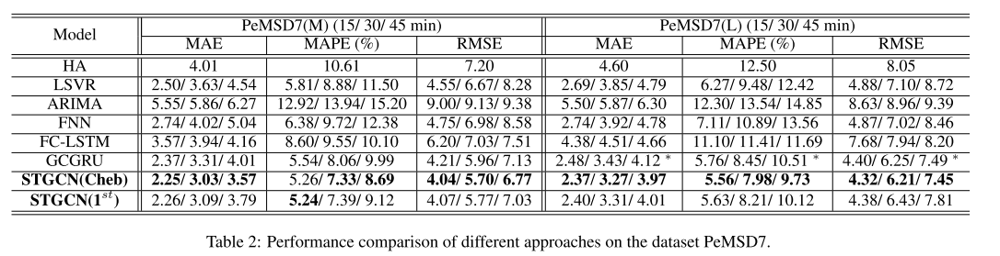 Model PeMSD7(M) (15/ 30/ 45 min) PeMSD7(L) (15/ 30/ 45 min)
MAE MAPE (%) RMSE MAE MAPE (%) RMSE
HA 4.01 10.61 7.20 4.60 12.50 8.05
LSVR 2.50/ 3.63/ 4.54 5.81/ 8.88/ 11.50 4.55/ 6.67/ 8.28 2.69/ 3.85/ 4.79 6.27/ 9.48/ 12.42 4.88/ 7.10/ 8.72
ARIMA 5.55/ 5.86/ 6.27 12.92/ 13.94/ 15.20 9.00/ 9.13/ 9.38 5.50/ 5.87/ 6.30 12.30/ 13.54/ 14.85 8.63/ 8.96/ 9.39
FNN 2.74/ 4.02/ 5.04 6.38/ 9.72/ 12.38 4.75/ 6.98/ 8.58 2.74/ 3.92/ 4.78 7.11/ 10.89/ 13.56 4.87/ 7.02/ 8.46
FC-LSTM 3.57/ 3.94/ 4.16 8.60/ 9.55/ 10.10 6.20/ 7.03/ 7.51 4.38/ 4.51/ 4.66 11.10/ 11.41/ 11.69 7.68/ 7.94/ 8.20
GCGRU 2.37/ 3.31/ 4.01 5.54/ 8.06/ 9.99 4.21/ 5.96/ 7.13 2.48/ 3.43/ 4.12 * 5.76/ 8.45/ 10.51 * 4.40/ 6.25/ 7.49 *
STGCN(Cheb) 2.25/ 3.03/ 3.57 5.26/ 7.33/ 8.69 4.04/ 5.70/ 6.77 2.37/ 3.27/ 3.97 5.56/ 7.98/ 9.73 4.32/ 6.21/ 7.45
STGCN(1st) 2.26/ 3.09/ 3.79 5.24/ 7.39/ 9.12 4.07/ 5.77/ 7.03 2.40/ 3.31/ 4.01 5.63/ 8.21/ 10.12 4.38/ 6.43/ 7.81
Table 2: Performance comparison of different approaches on the dataset PeMSD7.